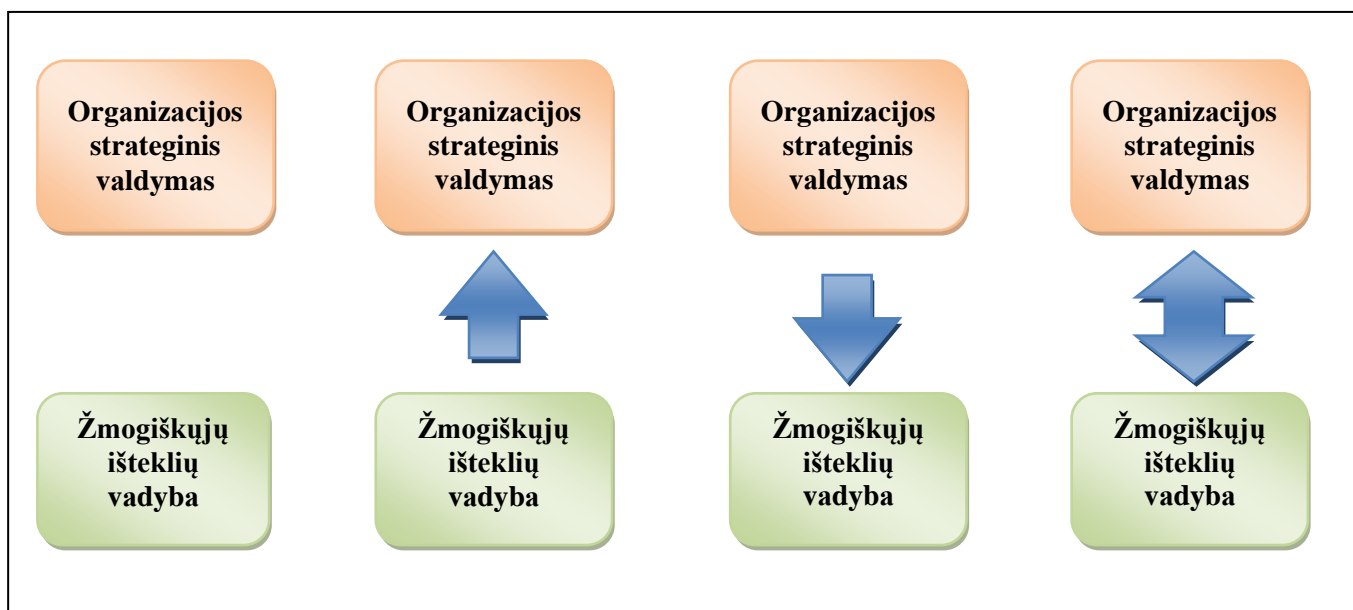 Organizacijos
strateginis
valdymas
Organizacijos
strateginis
valdymas
Organizacijos
strateginis
valdymas
Organizacijos
strateginis
valdymas
Žmogiškųjų
išteklių
vadyba
Žmogiškųjų
išteklių
vadyba
Žmogiškųjų
išteklių
vadyba
Žmogiškųjų
išteklių
vadyba